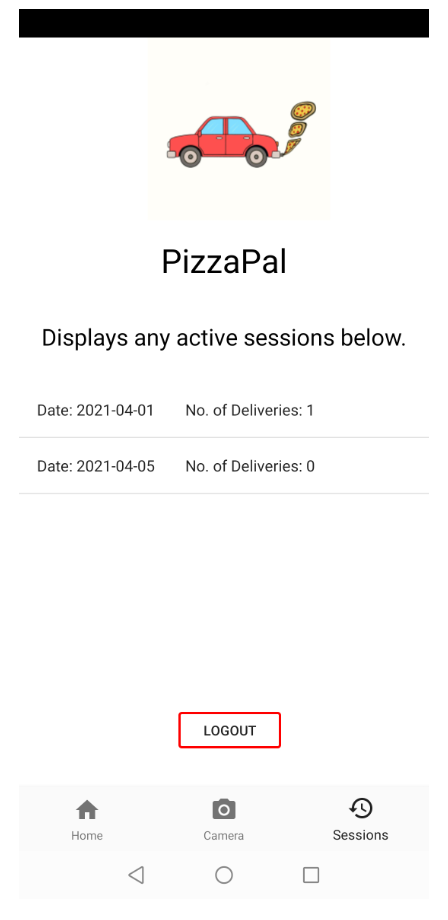 PizzaPal
Displays any active sessions below.
Date: 2021-04-01 No. of Deliveries: 1
Date: 2021-04-05 No. of Deliveries: 0
LOGOUT
Home Camera Sessions